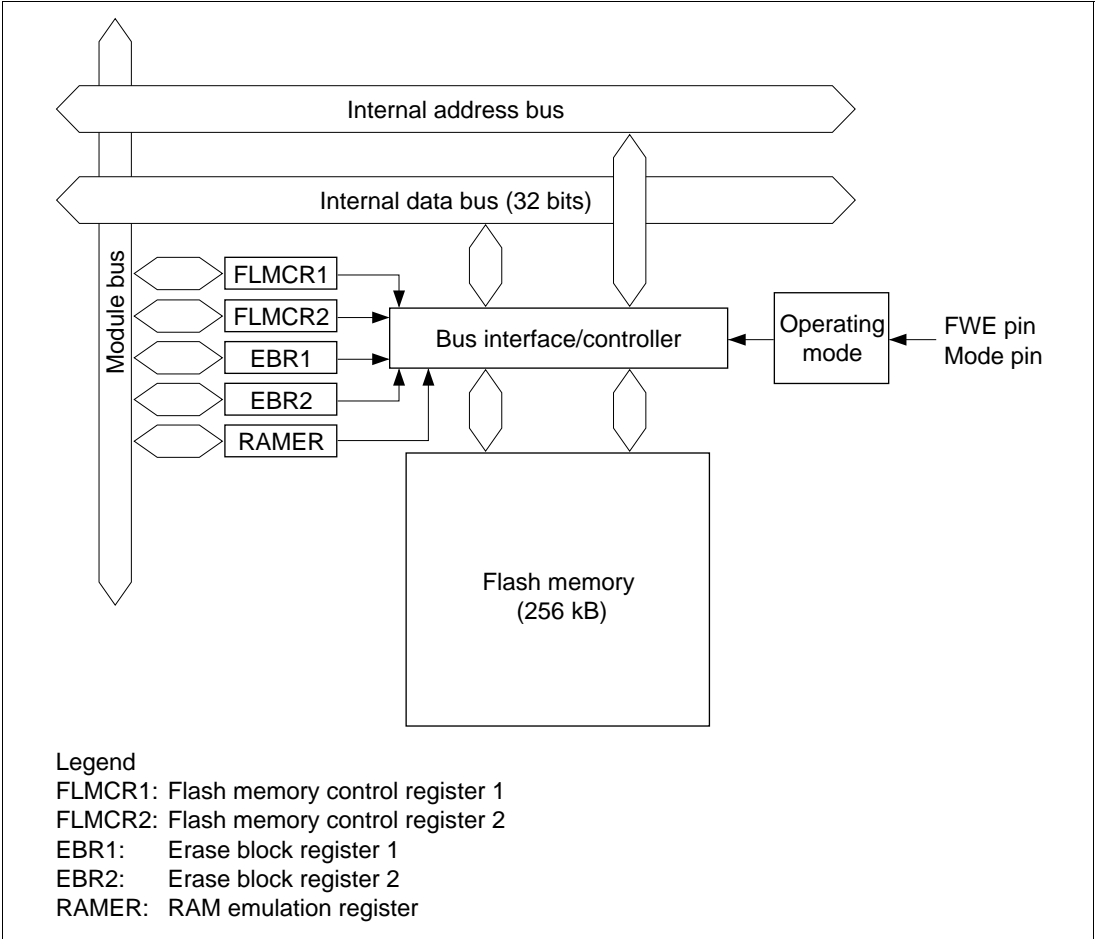 Internal address bus
Internal data bus (32 bits)
Module bus
FLMCR1
FLMCR2
EBR1
EBR2
RAMER
Bus interface/controller
Operating
mode
FWE pin
Mode pin
Flash memory
(256 kB)
Legend
FLMCR1: Flash memory control register 1
FLMCR2: Flash memory control register 2
EBR1: Erase block register 1
EBR2: Erase block register 2
RAMER: RAM emulation register